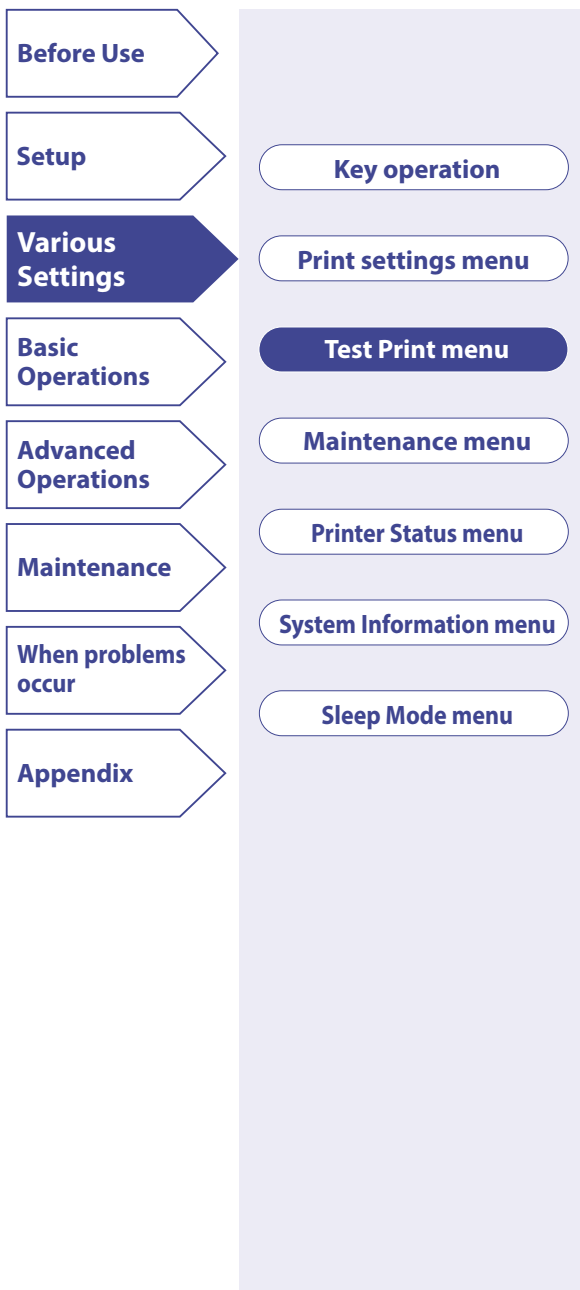 Before Use
Setup
Various
Settings
Basic
Operations
Advanced
Operations
Maintenance
When problems
occur
Appendix
Key operation
Print settings menu
Test Print menu
Maintenance menu
Printer Status menu
System Information menu
Sleep Mode menu